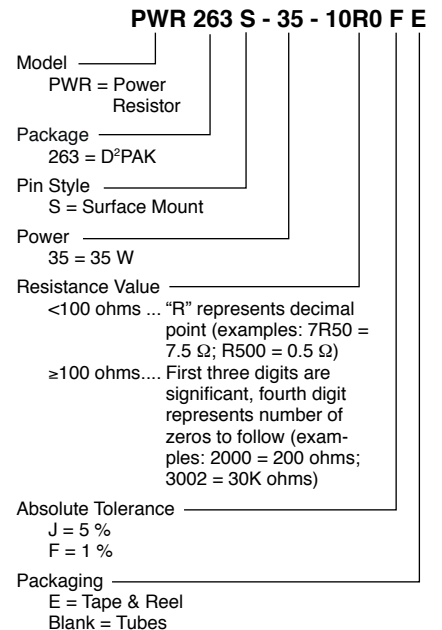 PWR 263 S - 35 - 10R0 F E
Model
PWR = Power
Resistor
Package
263 = D²PAK
Pin Style
S = Surface Mount
Power
35 = 35 W
Resistance Value
<100 ohms ... “R” represents decimal
point (examples: 7R50 =
7.5 Ω; R500 = 0.5 Ω)
≥100 ohms.... First three digits are
significant, fourth digit
represents number of
zeros to follow (exam-
ples: 2000 = 200 ohms;
3002 = 30K ohms)
Absolute Tolerance
J = 5 %
F = 1 %
Packaging
E = Tape & Reel
Blank = Tubes